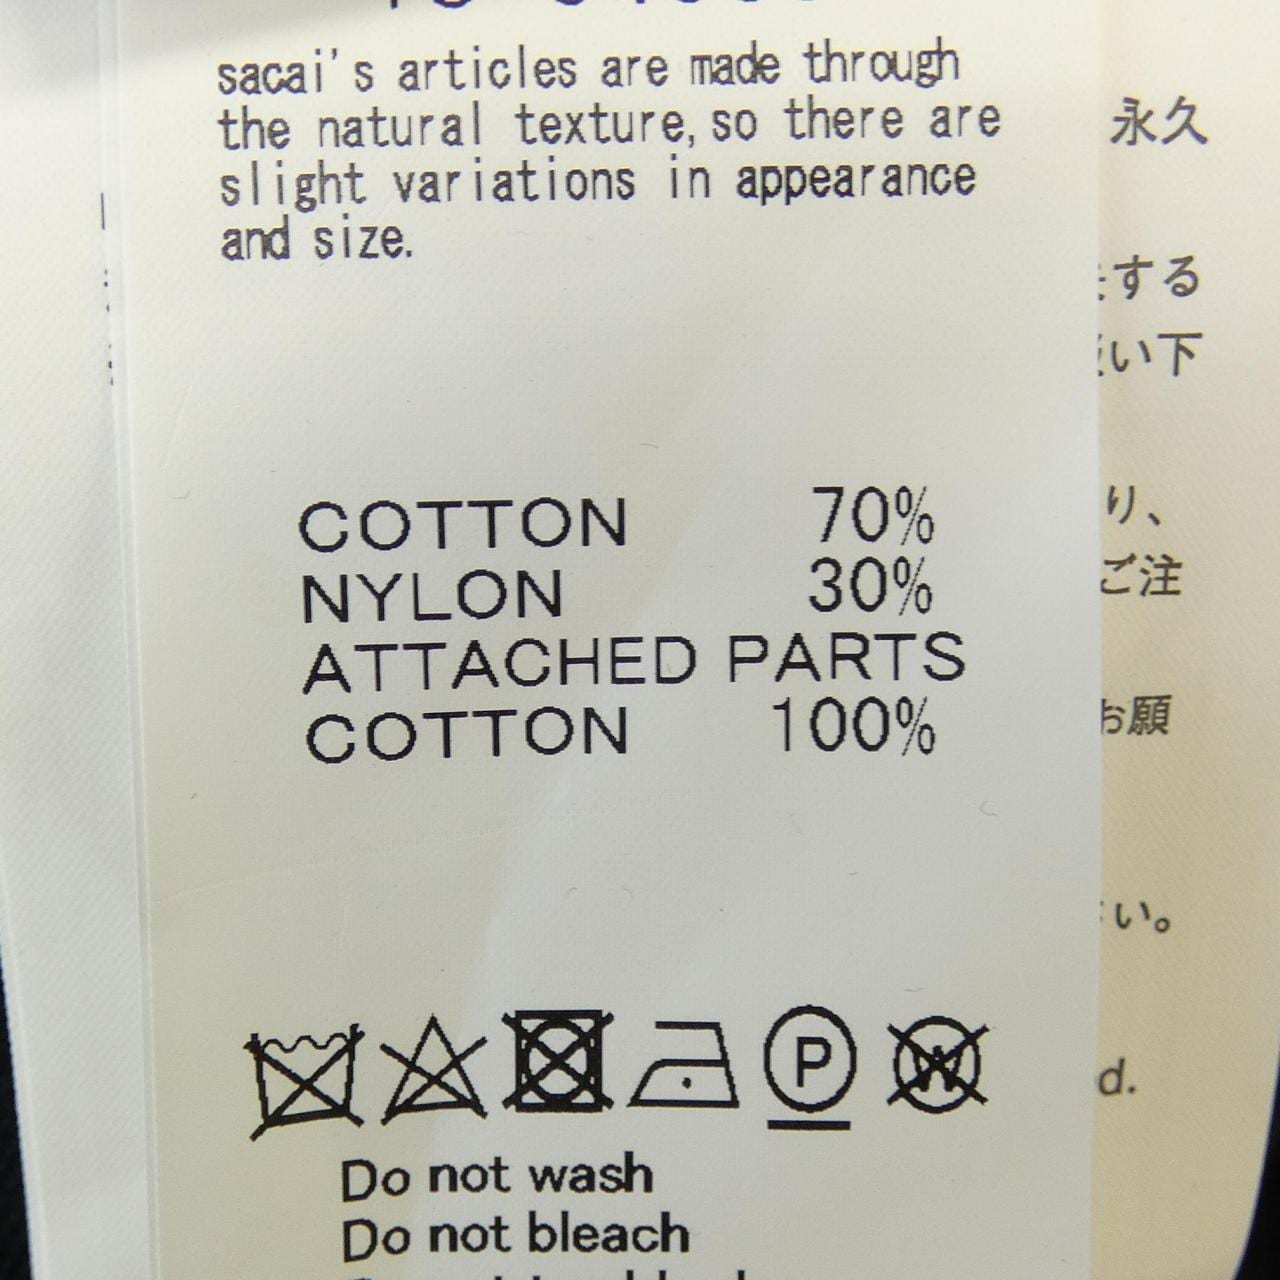 sacai's articles are made through
the natural texture, so there are
slight variations in appearance
and size.
COTTON 70%
NYLON 30%
ATTACHED PARTS
COTTON 100%
P
W
Do not wash
Do not bleach
永久
する
い下
り、
ご注
お願
い。
d.